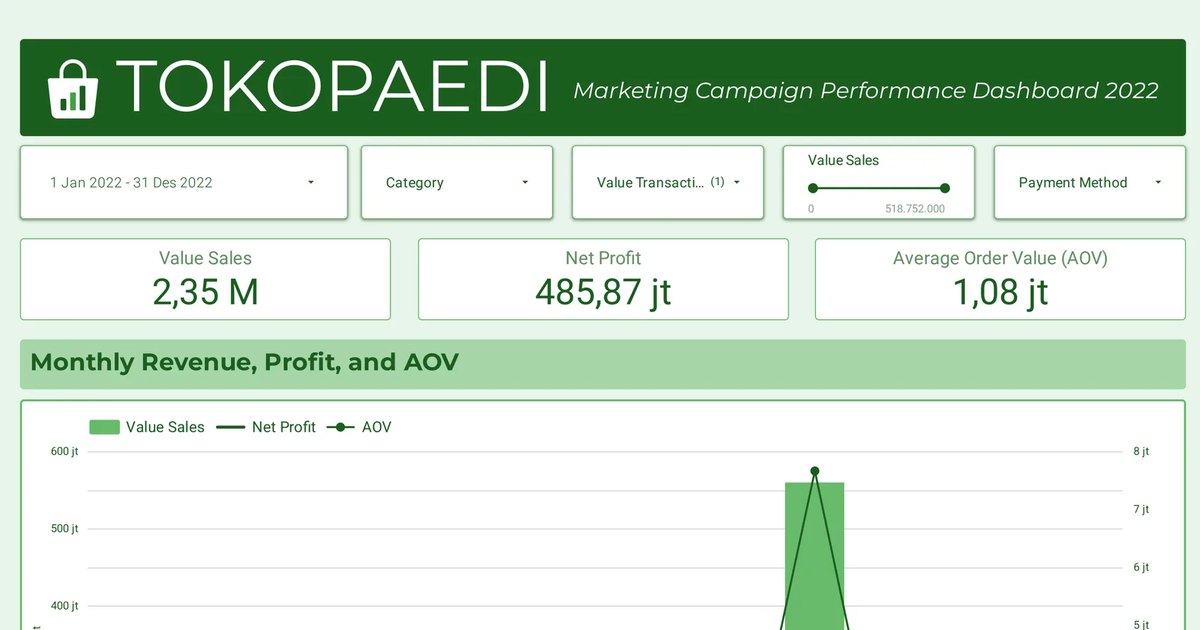 TOKOPAEDI
Marketing Campaign Performance Dashboard 2022
1 Jan 2022 - 31 Des 2022
Category
Value Transacti... (1)
Value Sales
0
518.752.000
Payment Method
Value Sales
2,35 M
Net Profit
485,87 jt
Average Order Value (AOV)
1,08 jt
Monthly Revenue, Profit, and AOV
Value Sales
Net Profit
AOV
600 jt
500 jt
400 jt
8 jt
7 jt
6 jt
5 jt